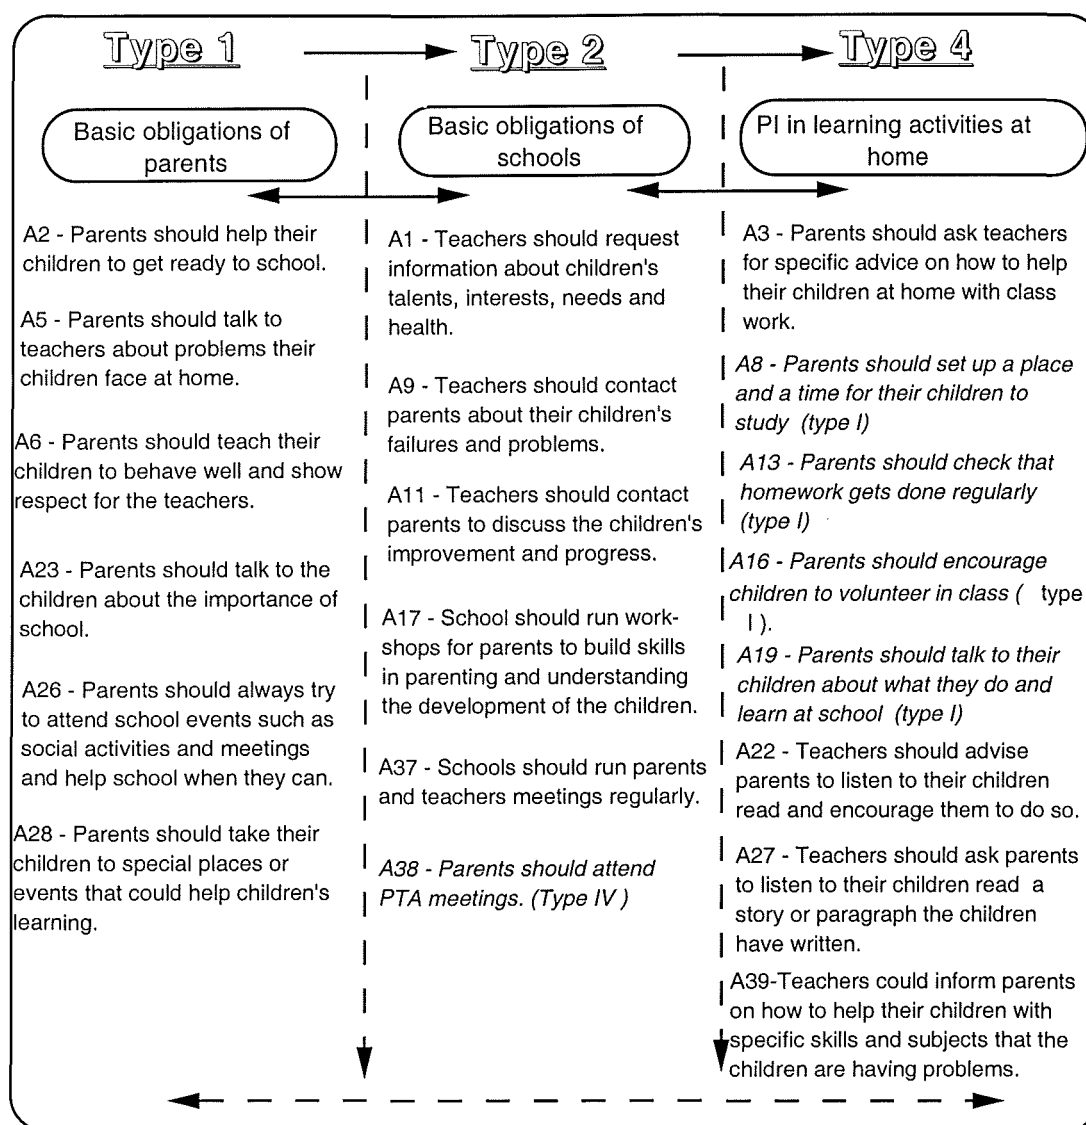 Type 1
Type 2
Type 4
Basic obligations of
parents
Basic obligations of
schools
PI in learning activities at
home
A2 - Parents should help their
children to get ready to school.
A5 - Parents should talk to
teachers about problems their
children face at home.
A6 - Parents should teach their
children to behave well and show
respect for the teachers.
A23 - Parents should talk to the
children about the importance of
school.
A26 - Parents should always try
to attend school events such as
social activities and meetings
and help school when they can.
A28 - Parents should take their
children to special places or
events that could help children's
learning.
A1 - Teachers should request
information about children's
talents, interests, needs and
health.
A9 - Teachers should contact
parents about their children's
failures and problems.
A11 - Teachers should contact
parents to discuss the children's
improvement and progress.
A17 - School should run work-
shops for parents to build skills
in parenting and understanding
the development of the children.
A37 - Schools should run parents
and teachers meetings regularly.
A38 - Parents should attend
PTA meetings. (Type IV )
A3 - Parents should ask teachers
for specific advice on how to help
their children at home with class
work.
A8 - Parents should set up a place
and a time for their children to
study (type I)
A13 - Parents should check that
homework gets done regularly
(type I)
A16 - Parents should encourage
children to volunteer in class ( type
I ).
A19 - Parents should talk to their
children about what they do and
learn at school (type I)
A22 - Teachers should advise
parents to listen to their children
read and encourage them to do so.
A27 - Teachers should ask parents
to listen to their children read a
story or paragraph the children
have written.
A39-Teachers could inform parents
on how to help their children with
specific skills and subjects that the
children are having problems.